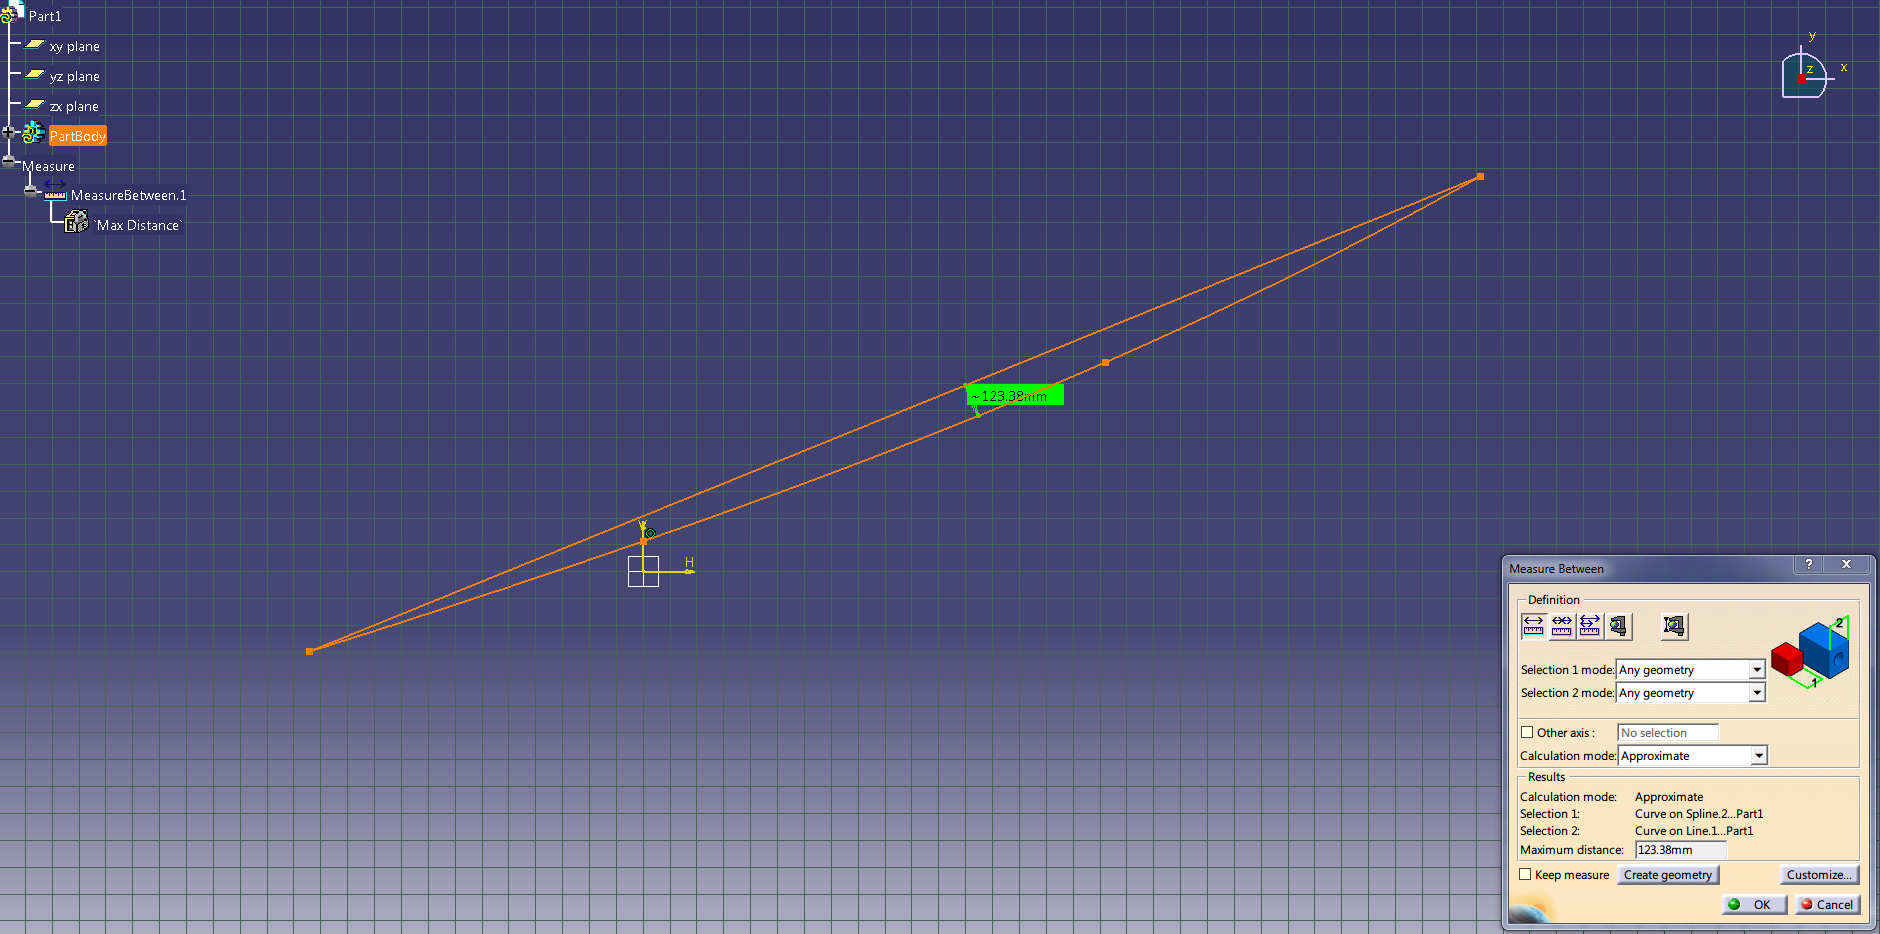 Part1
xy plane
yz plane
zx plane
PartBody
Measure
MeasureBetween.1
`Max Distance`
y
z
x
~123.38mm
V
H
Measure Between
?
Definition
Selection 1 mode: Any geometry
Selection 2 mode: Any geometry
2
1
Other axis : No selection
Calculation mode: Approximate
Results
Calculation mode: Approximate
Selection 1: Curve on Spline.2...Part1
Selection 2: Curve on Line.1...Part1
Maximum distance: 123.38mm
Keep measure Create geometry Customize...
OK Cancel